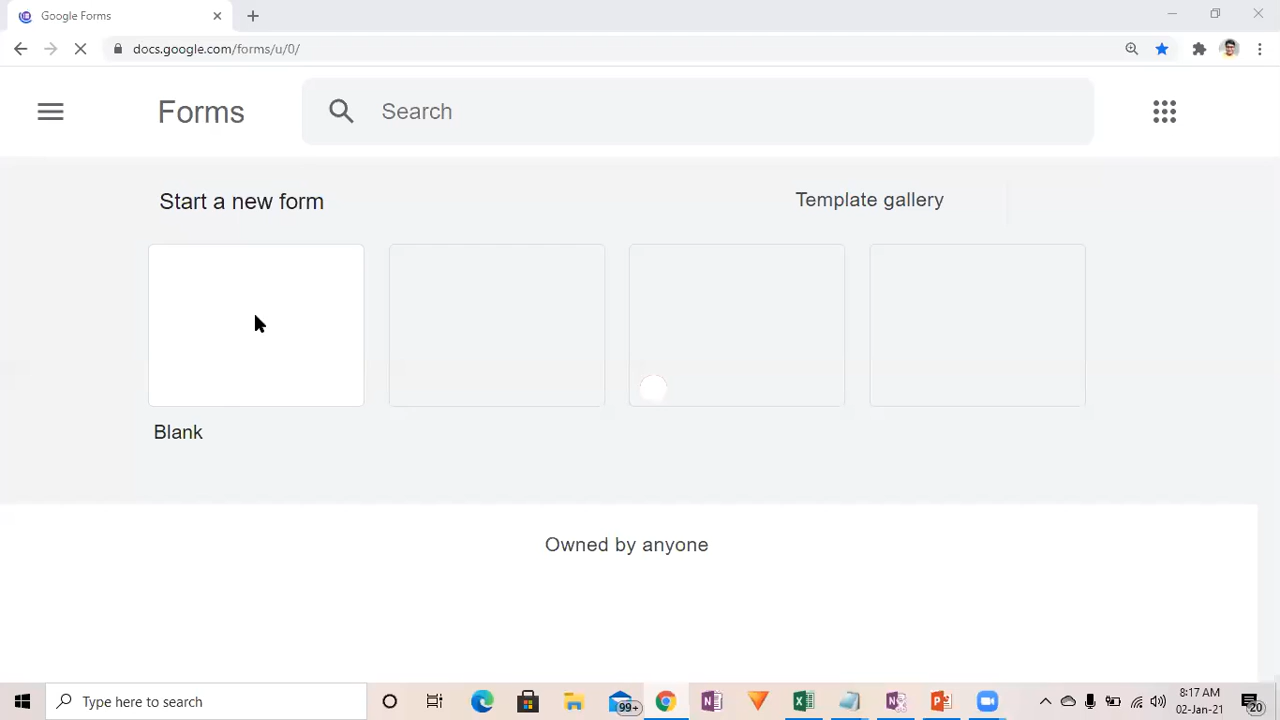 Google Forms
docs.google.com/forms/u/0/
Forms
Search
Start a new form
Template gallery
Blank
Owned by anyone
Type here to search
99+
8:17 AM
02-Jan-21
20